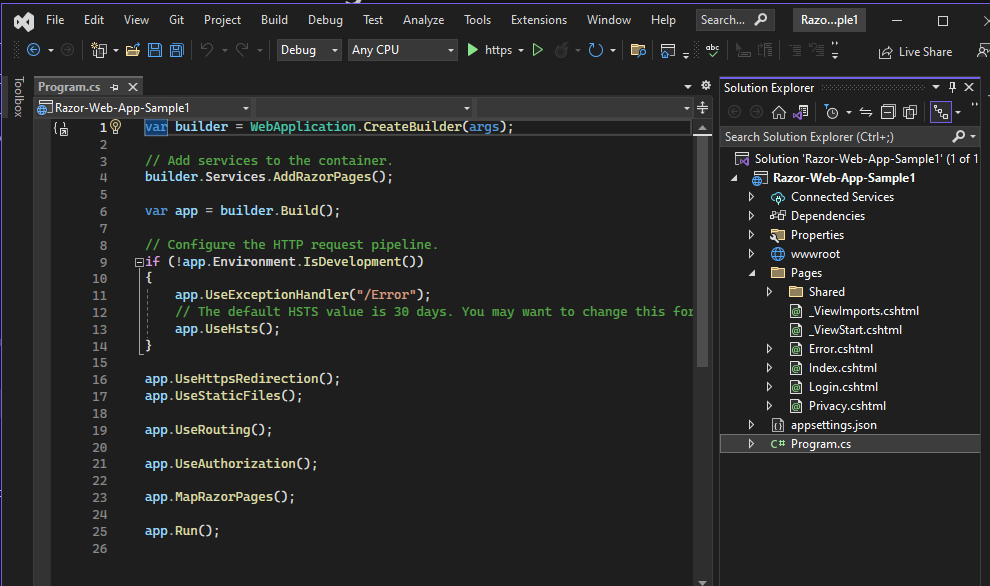 File Edit View Git Project Build Debug Test Analyze Tools Extensions Window Help Search... Razo...ple1
Debug Any CPU https abc Live Share
Toolbox
Program.cs
Razor-Web-App-Sample1
1 var builder = WebApplication.CreateBuilder(args);
2
3 // Add services to the container.
4 builder.Services.AddRazorPages();
5
6 var app = builder.Build();
7
8 // Configure the HTTP request pipeline.
9 if (!app.Environment.IsDevelopment())
10 {
11 app.UseExceptionHandler("/Error");
12 // The default HSTS value is 30 days. You may want to change this for
13 app.UseHsts();
14 }
15
16 app.UseHttpsRedirection();
17 app.UseStaticFiles();
18
19 app.UseRouting();
20
21 app.UseAuthorization();
22
23 app.MapRazorPages();
24
25 app.Run();
26
Solution Explorer
Search Solution Explorer (Ctrl+;)
Solution 'Razor-Web-App-Sample1' (1 of 1
Razor-Web-App-Sample1
Connected Services
Dependencies
Properties
wwwroot
Pages
Shared
_ViewImports.cshtml
_ViewStart.cshtml
Error.cshtml
Index.cshtml
Login.cshtml
Privacy.cshtml
appsettings.json
C# Program.cs